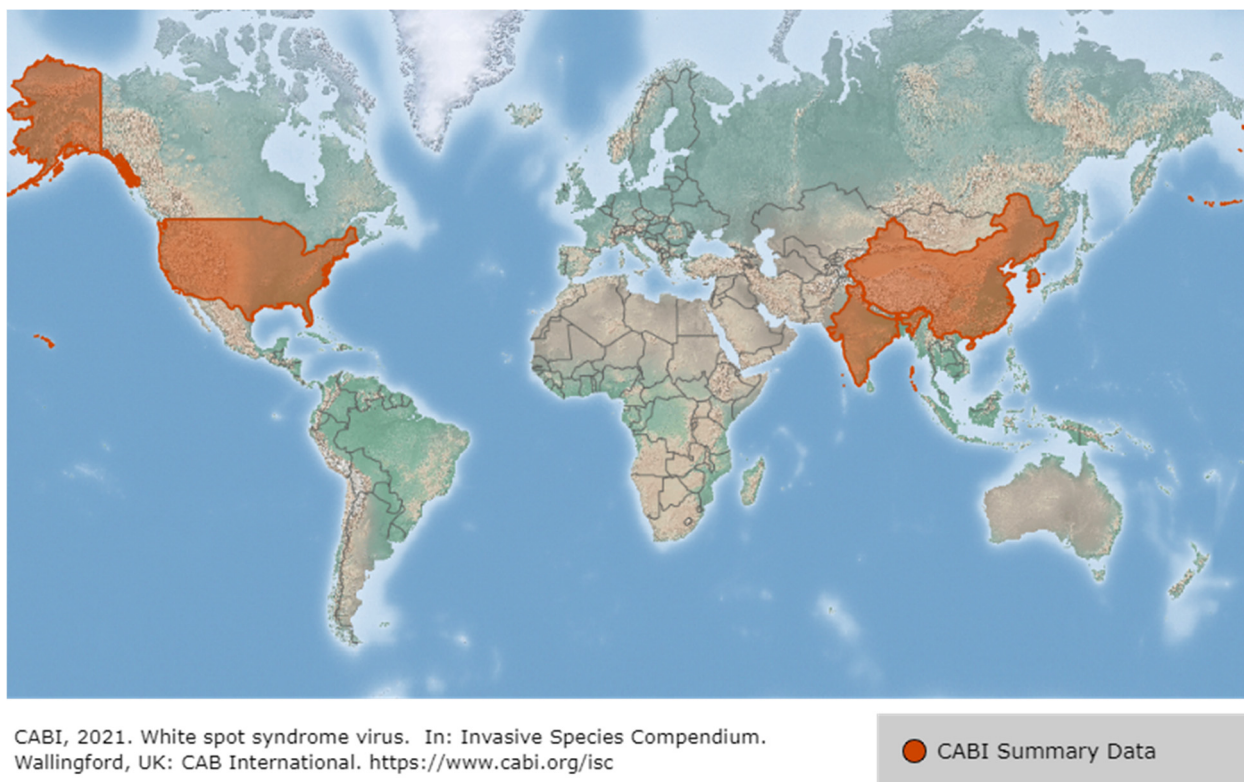 CABI, 2021. White spot syndrome virus. In: Invasive Species Compendium.
Wallingford, UK: CAB International. https://www.cabi.org/isc
CABI Summary Data